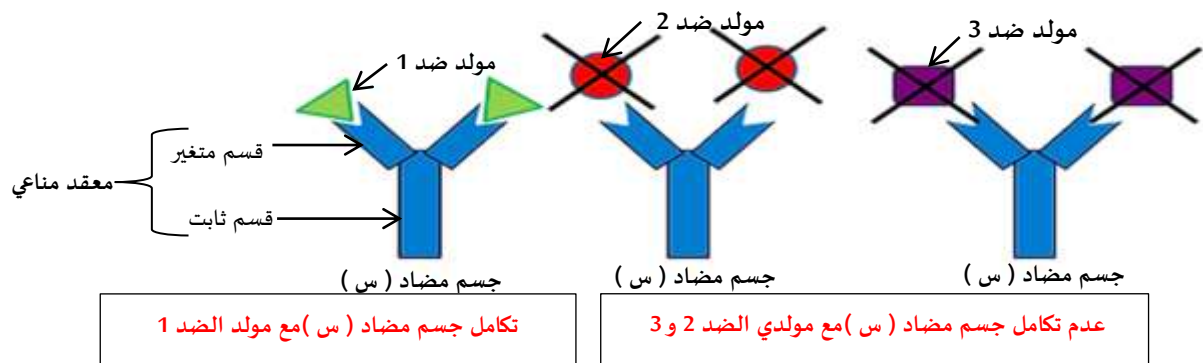 مولد ضد 1
مولد ضد 2
مولد ضد 3
قسم متغير
معقد مناعي
قسم ثابت
جسم مضاد ( س )
جسم مضاد ( س )
جسم مضاد ( س )
تكامل جسم مضاد ( س )مع مولد الضد 1
عدم تكامل جسم مضاد ( س )مع مولدي الضد 2 و 3